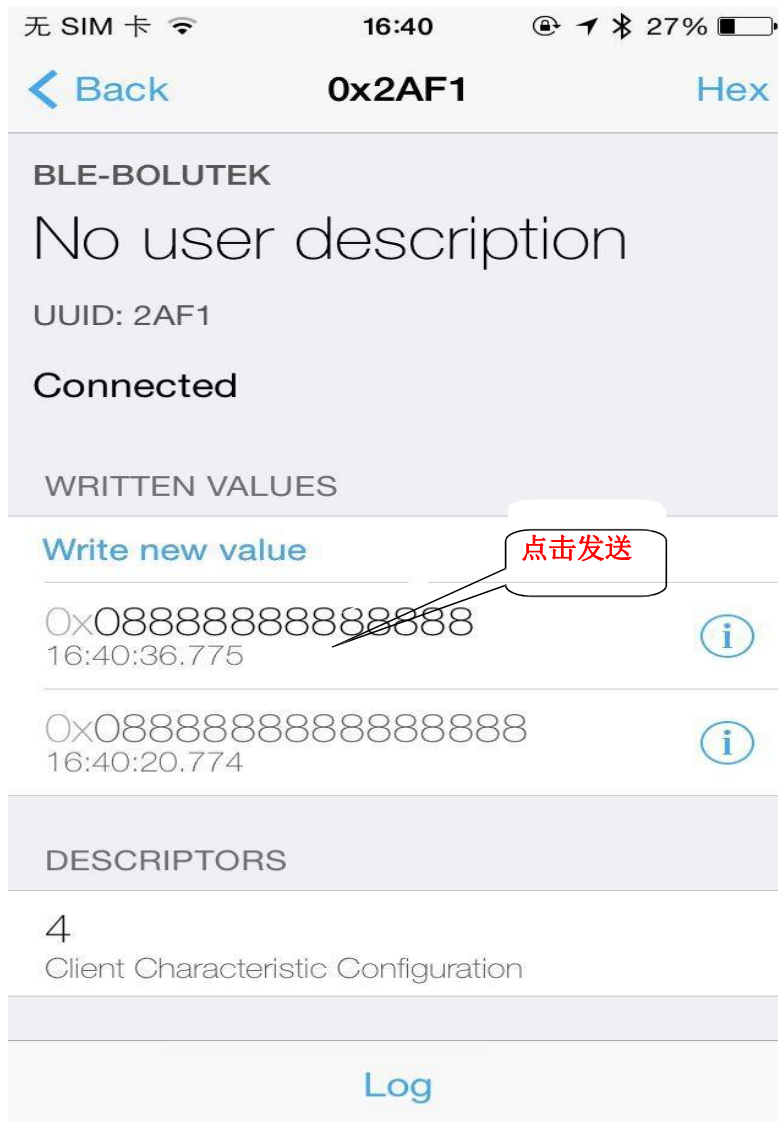 无 SIM 卡 16:40 27%
Back 0x2AF1 Hex
BLE-BOLUTEK
No user description
UUID: 2AF1
Connected
WRITTEN VALUES
Write new value
点击发送
0x08888888888888
16:40:36.775
0x0888888888888888
16:40:20.774
DESCRIPTORS
4
Client Characteristic Configuration
Log